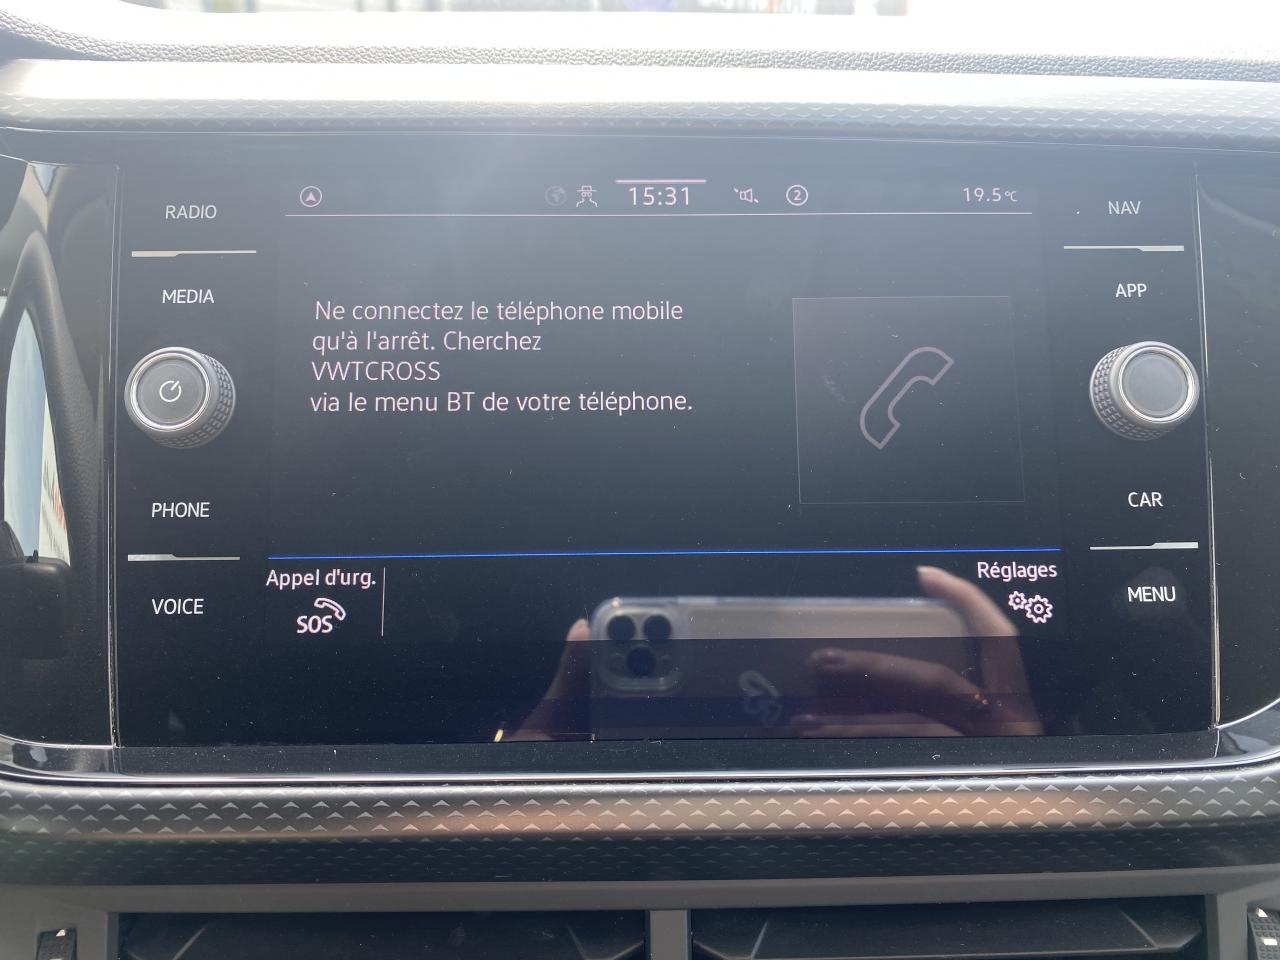 RADIO
MEDIA
PHONE
VOICE
15:31
2
19.5°C
Ne connectez le téléphone mobile
qu'à l'arrêt. Cherchez
VWTCROSS
via le menu BT de votre téléphone.
Appel d'urg.
SOS
Réglages
NAV
APP
CAR
MENU